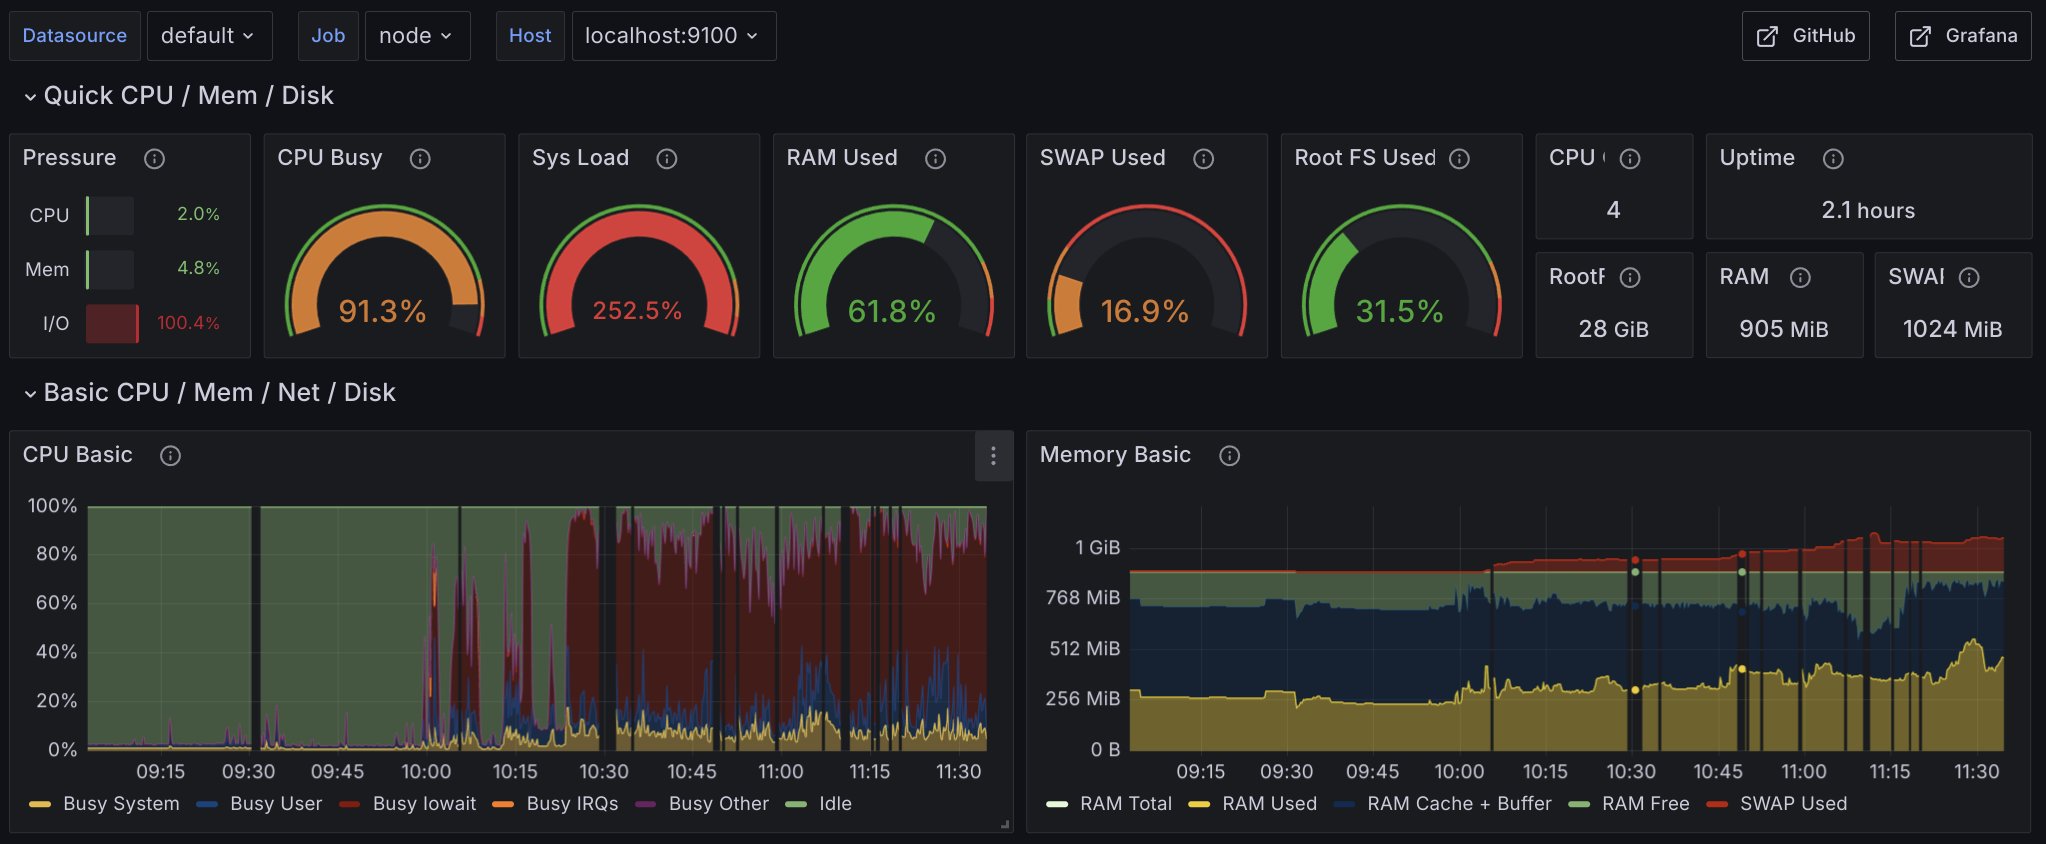 Datasource default Job node Host localhost:9100 GitHub Grafana
Quick CPU / Mem / Disk
Pressure CPU Busy Sys Load RAM Used SWAP Used Root FS Used CPU Uptime
CPU 2.0%
Mem 4.8%
I/O 100.4%
91.3%
252.5%
61.8%
16.9%
31.5%
4
2.1 hours
RootF RAM SWAP
28 GiB 905 MiB 1024 MiB
Basic CPU / Mem / Net / Disk
CPU Basic
100%
80%
60%
40%
20%
0%
09:15 09:30 09:45 10:00 10:15 10:30 10:45 11:00 11:15 11:30
Busy System Busy User Busy Iowait Busy IRQs Busy Other Idle
Memory Basic
1 GiB
768 MiB
512 MiB
256 MiB
0 B
09:15 09:30 09:45 10:00 10:15 10:30 10:45 11:00 11:15 11:30
RAM Total RAM Used RAM Cache + Buffer RAM Free SWAP Used